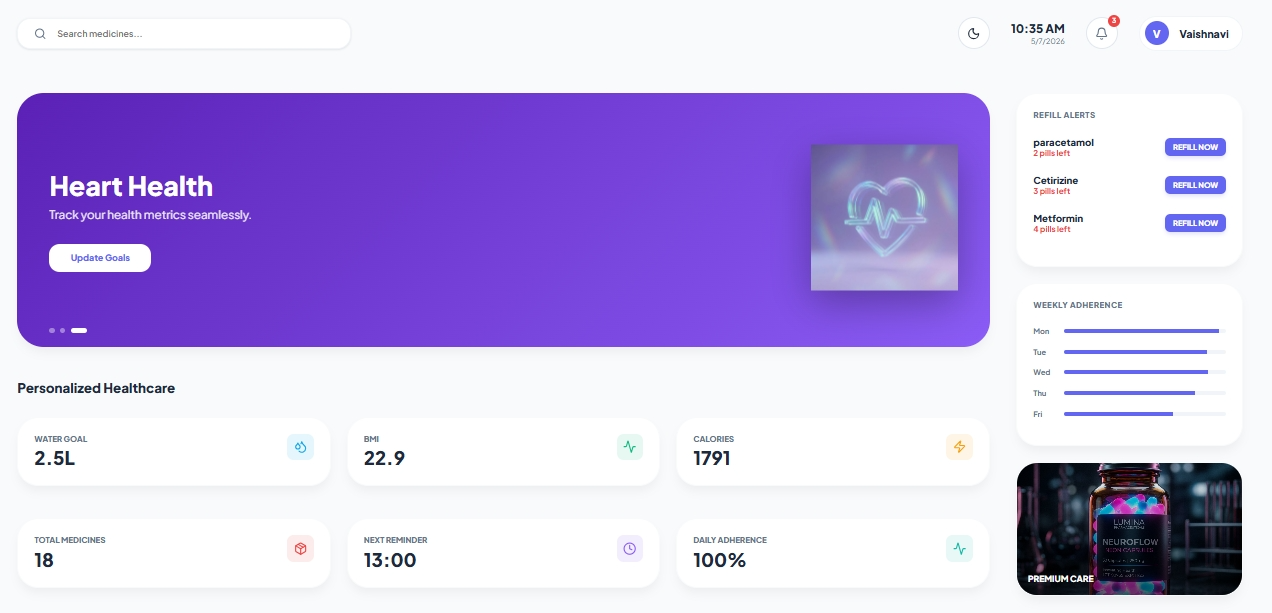 Search medicines...
10:35 AM
5/7/2026
3
V
Vaishnavi
Heart Health
Track your health metrics seamlessly.
Update Goals
Personalized Healthcare
WATER GOAL
2.5L
BMI
22.9
CALORIES
1791
TOTAL MEDICINES
18
NEXT REMINDER
13:00
DAILY ADHERENCE
100%
REFILL ALERTS
paracetamol
2 pills left
REFILL NOW
Cetirizine
3 pills left
REFILL NOW
Metformin
4 pills left
REFILL NOW
WEEKLY ADHERENCE
Mon
Tue
Wed
Thu
Fri
LUMINA
NEUROFLOW
NEON CAPSULES
PREMIUM CARE